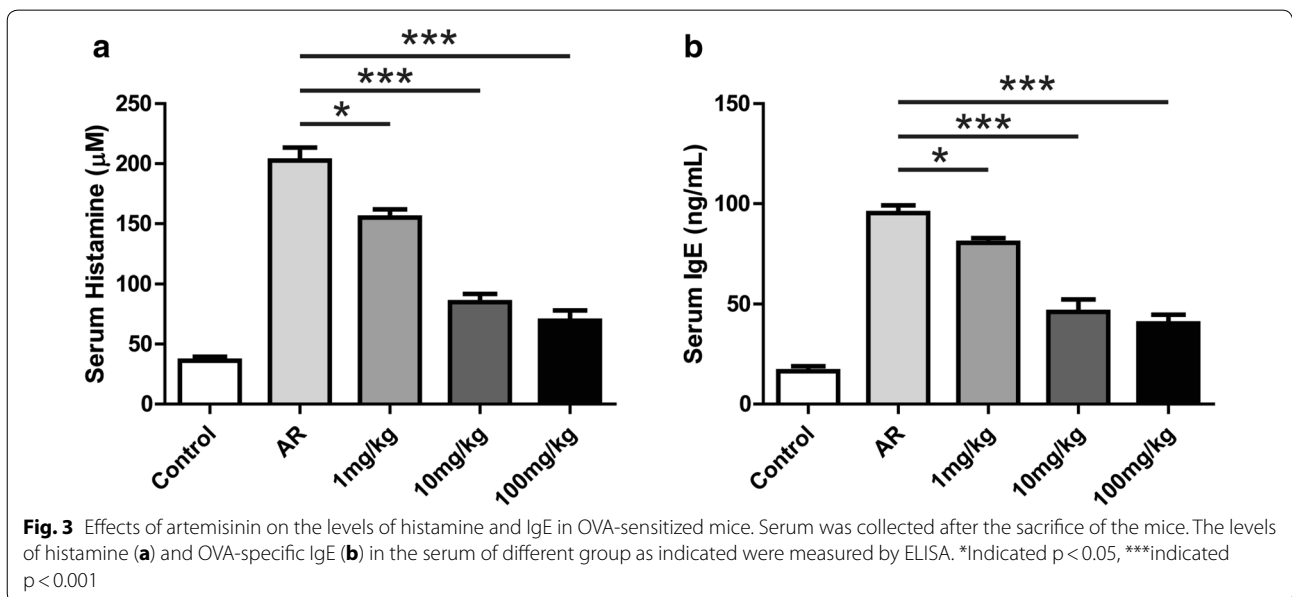 a
***
***
*
Serum Histamine (μM)
250
200
150
100
50
0
Control
AR
1mg/kg
10mg/kg
100mg/kg
b
***
***
*
Serum IgE (ng/mL)
150
100
50
0
Control
AR
1mg/kg
10mg/kg
100mg/kg
Fig. 3 Effects of artemisinin on the levels of histamine and IgE in OVA-sensitized mice. Serum was collected after the sacrifice of the mice. The levels
of histamine (a) and OVA-specific IgE (b) in the serum of different group as indicated were measured by ELISA. *Indicated p < 0.05, ***indicated
p < 0.001